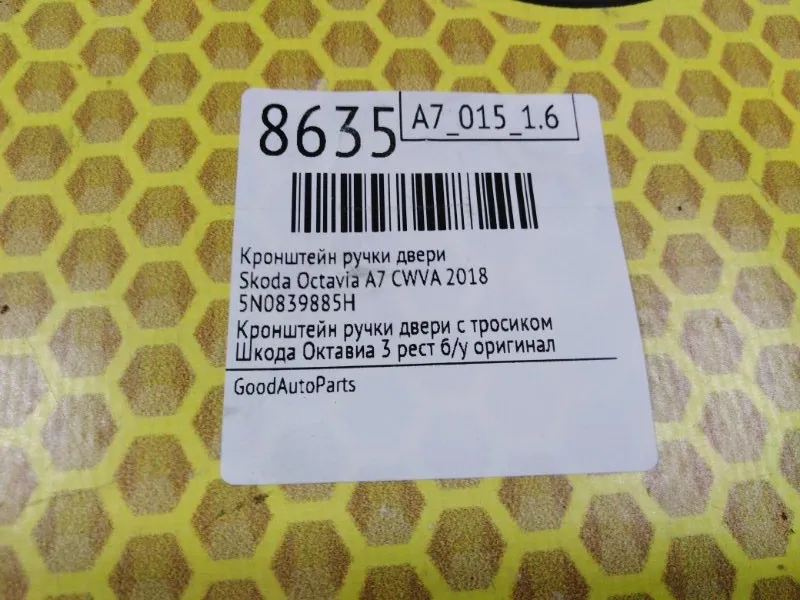 8635 A7_015_1.6
Кронштейн ручки двери
Skoda Octavia A7 CWVA 2018
5N0839885H
Кронштейн ручки двери с тросиком
Шкода Октавиа 3 рест б/у оригинал
GoodAutoParts